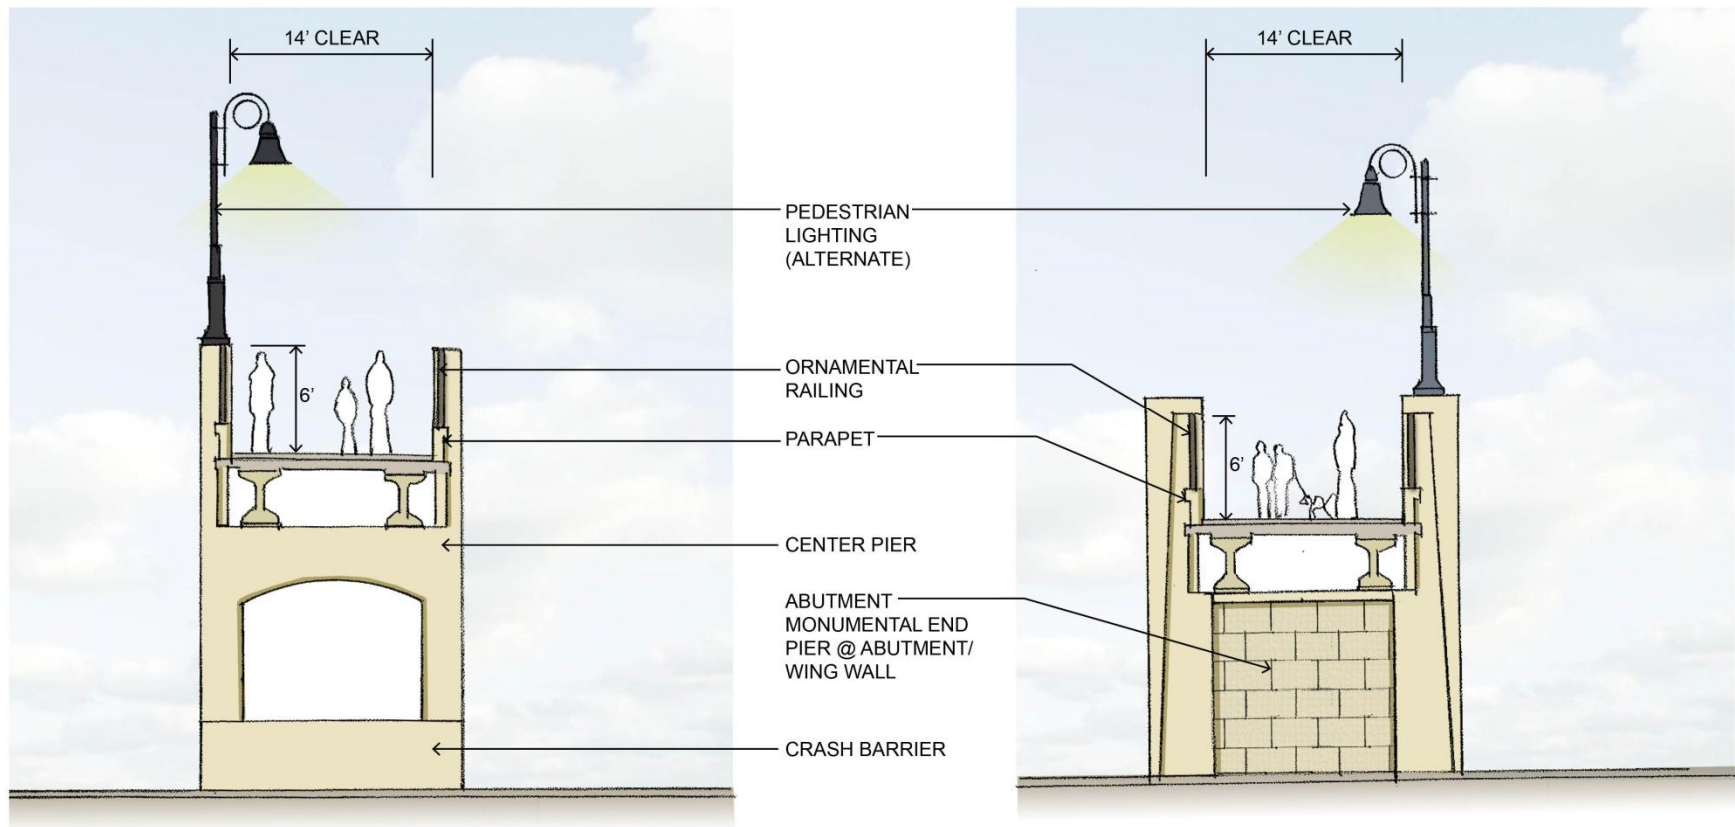 14’ CLEAR
14’ CLEAR
PEDESTRIAN
LIGHTING
(ALTERNATE)
ORNAMENTAL
RAILING
6’
PARAPET
6’
CENTER PIER
ABUTMENT
MONUMENTAL END
PIER @ ABUTMENT/
WING WALL
CRASH BARRIER